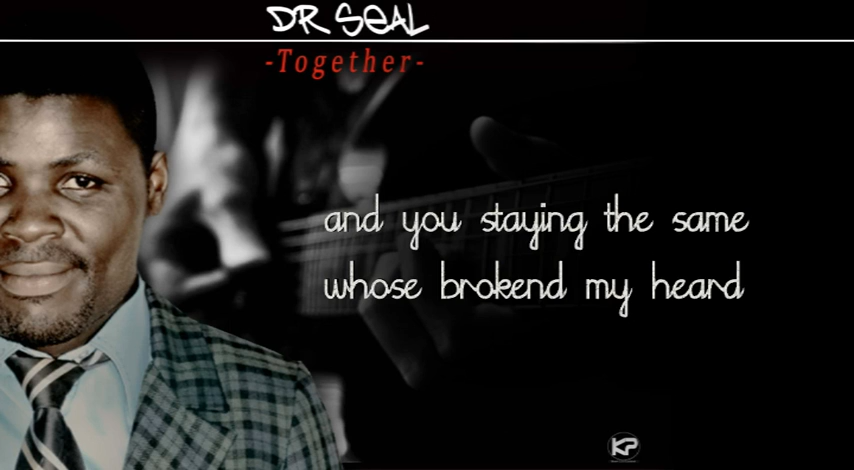 DR SEAL
-Together-
and you staying the same
whose brokend my heard
KP